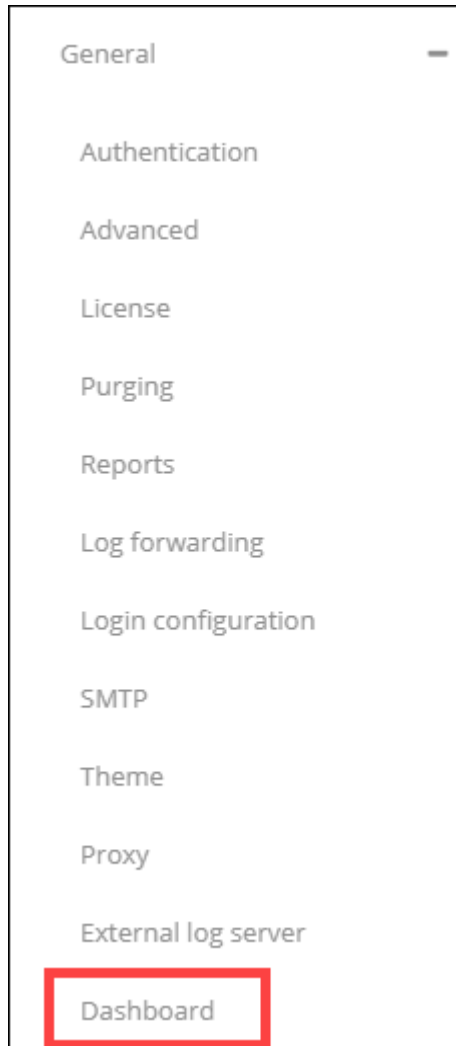 General
Authentication
Advanced
License
Purging
Reports
Log forwarding
Login configuration
SMTP
Theme
Proxy
External log server
Dashboard